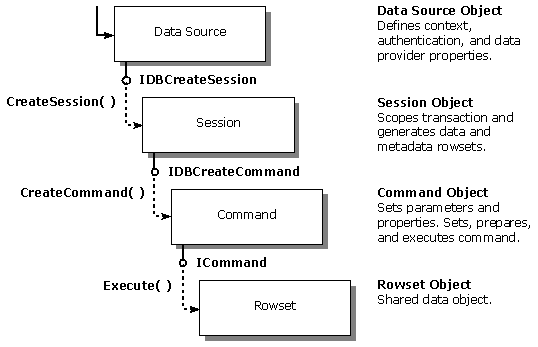 Data Source
Data Source Object
Defines context,
authentication, and data
provider properties.
IDBCreateSession
CreateSession( )
Session
Session Object
Scopes transaction and
generates data and
metadata rowsets.
IDBCreateCommand
CreateCommand( )
Command
Command Object
Sets parameters and
properties. Sets, prepares,
and executes command.
ICommand
Execute( )
Rowset
Rowset Object
Shared data object.